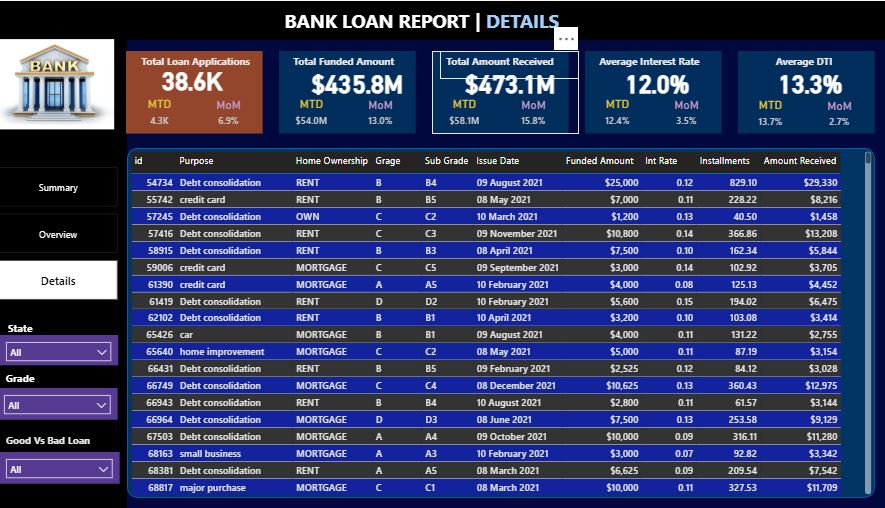 BANK LOAN REPORT | DETAILS
BANK
Total Loan Applications
38.6K
MTD MoM
4.3K 6.9%
Total Funded Amount
$435.8M
MTD MoM
$54.0M 13.0%
Total Amount Received
$473.1M
MTD MoM
$58.1M 15.8%
Average Interest Rate
12.0%
MTD MoM
12.4% 3.5%
Average DTI
13.3%
MTD MoM
13.7% 2.7%
Summary
Overview
Details
State
All
Grade
All
Good Vs Bad Loan
All
id Purpose Home Ownership Grage Sub Grade Issue Date Funded Amount Int Rate Installments Amount Received
54734 Debt consolidation RENT B B4 09 August 2021 $25,000 0.12 829.10 $29,330
55742 credit card RENT B B5 08 May 2021 $7,000 0.11 228.22 $8,216
57245 Debt consolidation OWN C C2 10 March 2021 $1,200 0.13 40.50 $1,458
57416 Debt consolidation RENT C C3 09 November 2021 $10,800 0.14 366.86 $13,208
58915 Debt consolidation RENT B B3 08 April 2021 $7,500 0.10 162.34 $5,844
59006 credit card MORTGAGE C C5 09 September 2021 $3,000 0.14 102.92 $3,705
61390 credit card MORTGAGE A A5 10 February 2021 $4,000 0.08 125.13 $4,452
61419 Debt consolidation RENT D D2 10 February 2021 $5,600 0.15 194.02 $6,475
62102 Debt consolidation RENT B B1 10 April 2021 $3,200 0.10 103.08 $3,414
65426 car MORTGAGE B B1 09 August 2021 $4,000 0.11 131.22 $2,755
65640 home improvement MORTGAGE C C2 08 May 2021 $5,000 0.11 87.19 $3,154
66431 Debt consolidation RENT B B5 09 February 2021 $2,525 0.12 84.12 $3,028
66749 Debt consolidation MORTGAGE C C4 08 December 2021 $10,625 0.13 360.43 $12,975
66943 Debt consolidation RENT B B4 10 August 2021 $2,800 0.11 61.57 $3,144
66964 Debt consolidation MORTGAGE D D3 08 June 2021 $7,500 0.13 253.58 $9,129
67503 Debt consolidation MORTGAGE A A4 09 October 2021 $10,000 0.09 316.11 $11,280
68163 small business MORTGAGE A A3 10 February 2021 $3,000 0.07 92.82 $3,342
68381 Debt consolidation RENT A A5 08 March 2021 $6,625 0.09 209.54 $7,542
68817 major purchase MORTGAGE C C1 08 March 2021 $10,000 0.11 327.53 $11,709